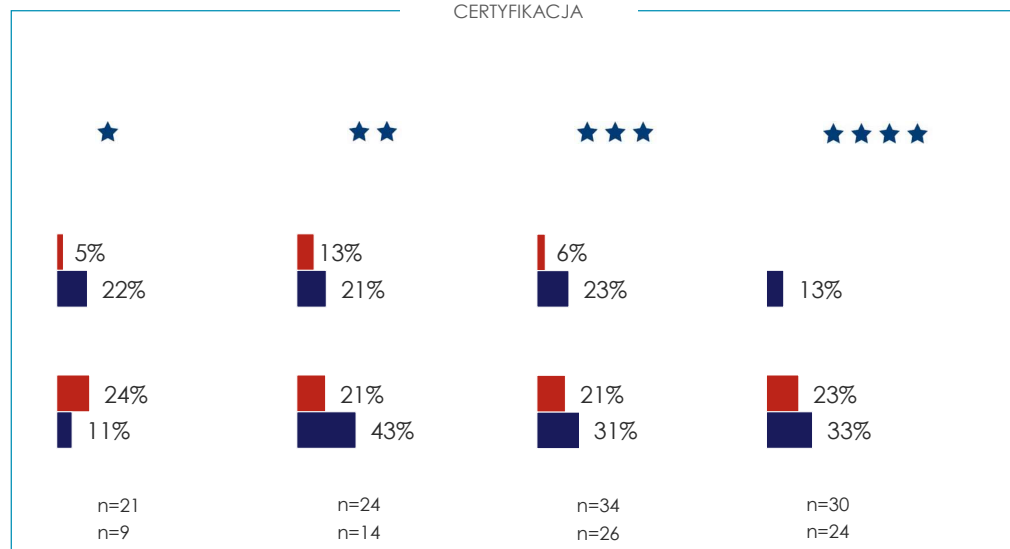 CERTYFIKACJA
5% 13% 6%
22% 21% 23% 13%
24% 21% 21% 23%
11% 43% 31% 33%
n=21 n=24 n=34 n=30
n=9 n=14 n=26 n=24